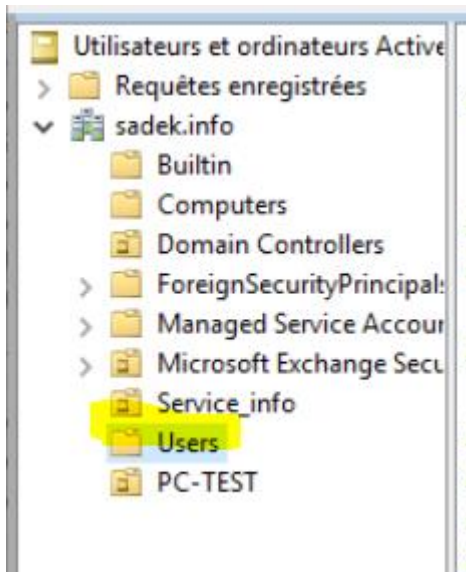 Utilisateurs et ordinateurs Active
Requêtes enregistrées
sadek.info
Builtin
Computers
Domain Controllers
ForeignSecurityPrincipals
Managed Service Accour
Microsoft Exchange Secu
Service_info
Users
PC-TEST